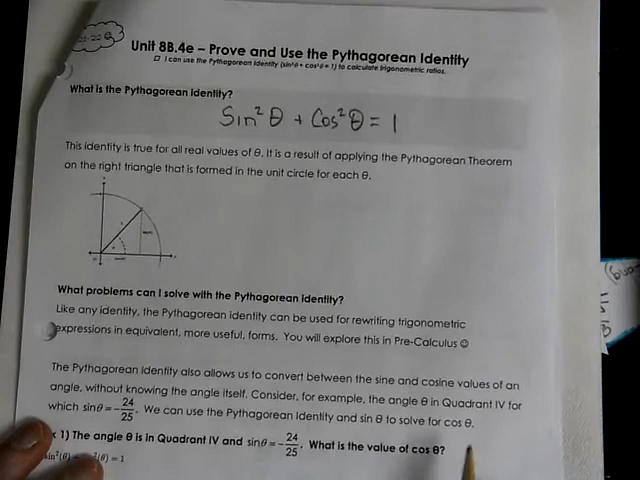 Unit 8B.4e – Prove and Use the Pythagorean Identity
☐ I can use the Pythagorean Identity (sin²θ + cos²θ = 1) to calculate trigonometric ratios.
What is the Pythagorean Identity?
Sin² θ + Cos² θ = 1
This identity is true for all real values of θ. It is a result of applying the Pythagorean Theorem
on the right triangle that is formed in the unit circle for each θ.
What problems can I solve with the Pythagorean Identity?
Like any identity, the Pythagorean Identity can be used for rewriting trigonometric
expressions in equivalent, more useful, forms. You will explore this in Pre-Calculus ☺
The Pythagorean Identity also allows us to convert between the sine and cosine values of an
angle, without knowing the angle itself. Consider, for example, the angle θ in Quadrant IV for
which sinθ = -24/25. We can use the Pythagorean Identity and sin θ to solve for cos θ.
1) The angle θ is in Quadrant IV and sinθ = -24/25. What is the value of cos θ?
sin²(θ) ²(θ) = 1